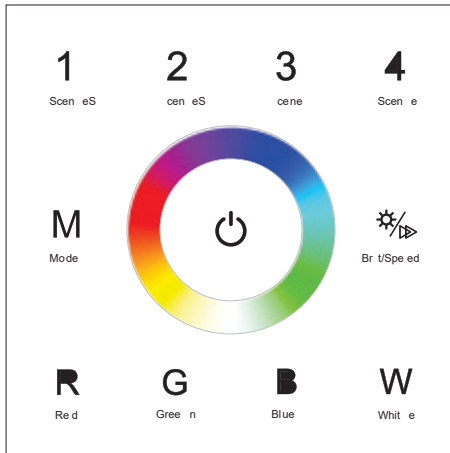 1 2 3 4
Scen eS cen eS cene Scen e
M
Mode Br t/Spe ed
R G B W
Re d Gree n Blue Whit e